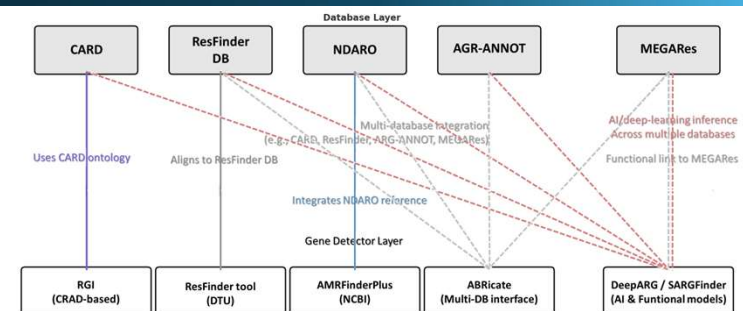 Database Layer
CARD
ResFinder
DB
NDARO
AGR-ANNOT
MEGARes
Multi-database integration
(e.g., CARD, ResFinder, ARG-ANNOT, MEGARes)
AI/deep-learning inference
Across multiple databases
Uses CARD ontology
Aligns to ResFinder DB
Functional link to MEGARes
Integrates NDARO reference
Gene Detector Layer
RGI
(CRAD-based)
ResFinder tool
(DTU)
AMRFinderPlus
(NCBI)
ABRicate
(Multi-DB interface)
DeepARG / SARGFinder
(AI & Funtional models)